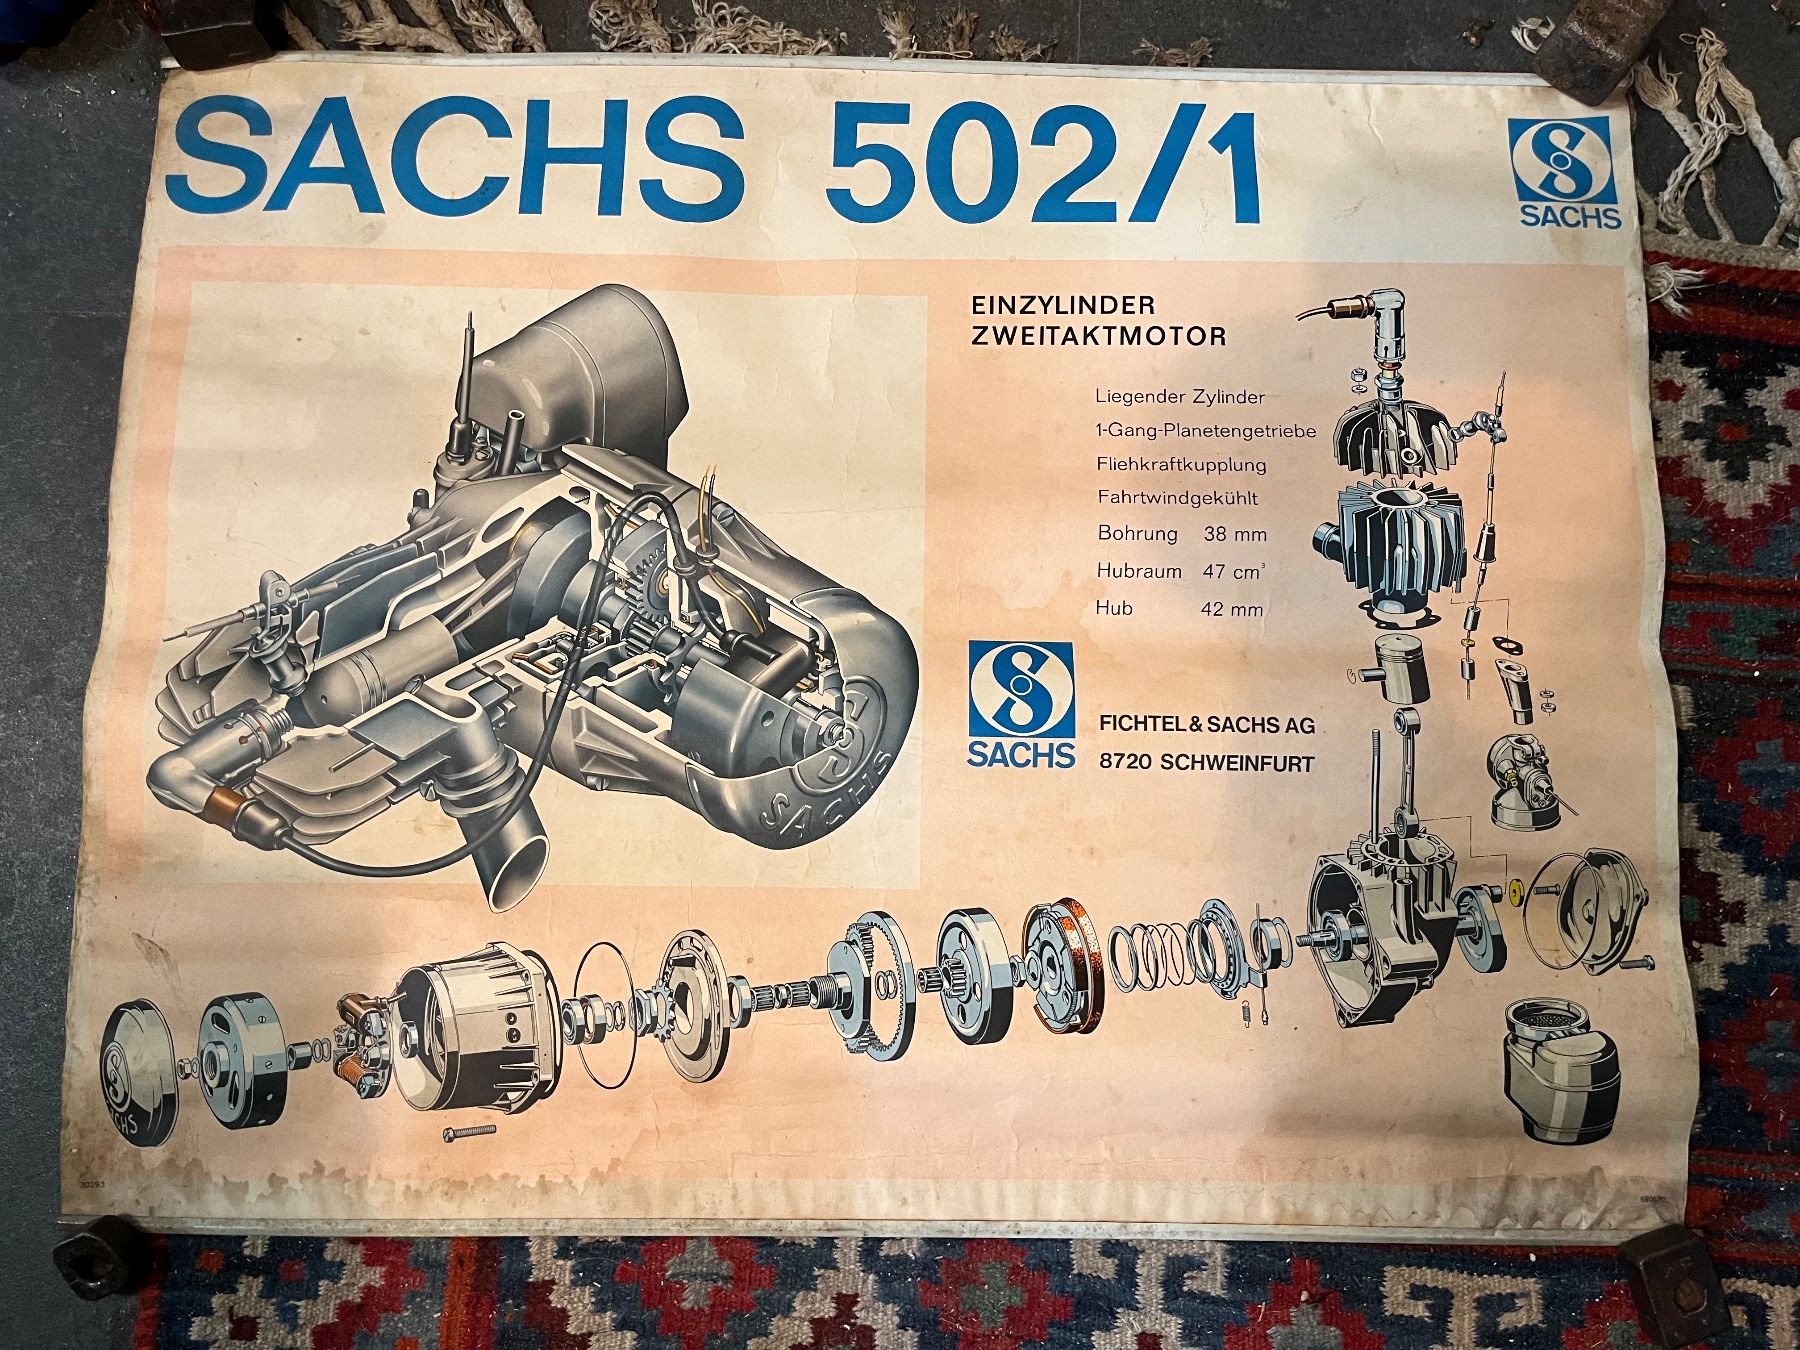 SACHS 502/1
SACHS
EINZYLINDER
ZWEITAKTMOTOR
Liegender Zylinder
1-Gang-Planetengetriebe
Fliehkraftkupplung
Fahrtwindgekühlt
Bohrung 38 mm
Hubraum 47 cm³
Hub 42 mm
SACHS
FICHTEL & SACHS AG
8720 SCHWEINFURT
SACHS
SACHS
30293